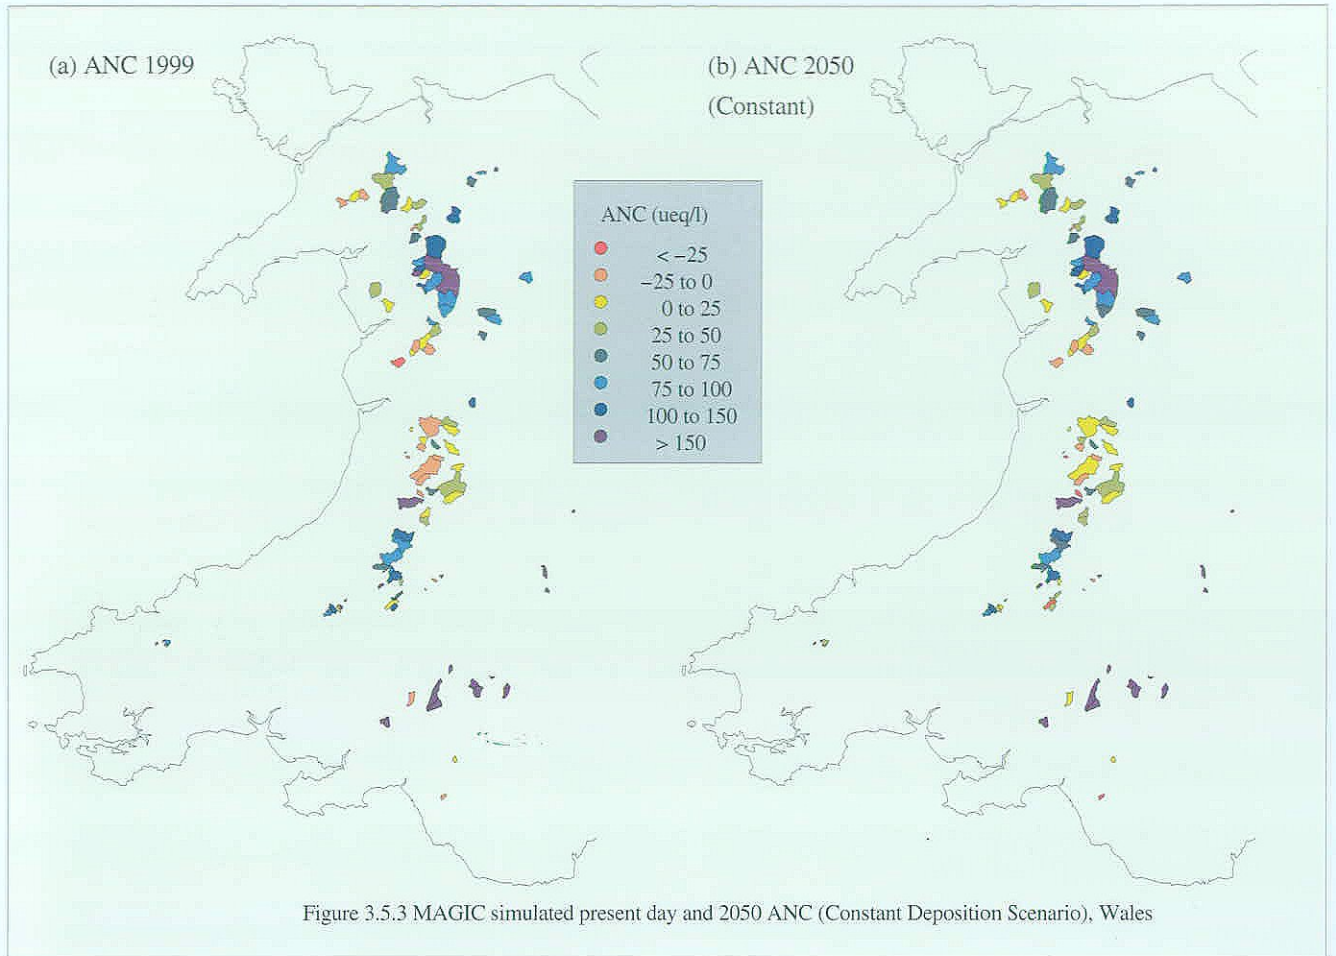 (a) ANC 1999
(b) ANC 2050
(Constant)
ANC (ueq/l)
< −25
−25 to 0
0 to 25
25 to 50
50 to 75
75 to 100
100 to 150
> 150
Figure 3.5.3 MAGIC simulated present day and 2050 ANC (Constant Deposition Scenario), Wales